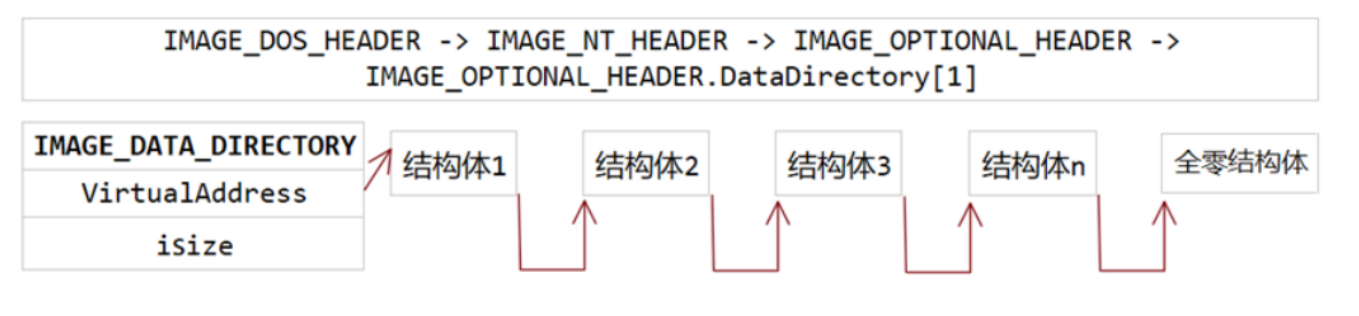 IMAGE_DOS_HEADER -> IMAGE_NT_HEADER -> IMAGE_OPTIONAL_HEADER ->
IMAGE_OPTIONAL_HEADER.DataDirectory[1]
IMAGE_DATA_DIRECTORY
VirtualAddress
isize
结构体1
结构体2
结构体3
结构体n
全零结构体